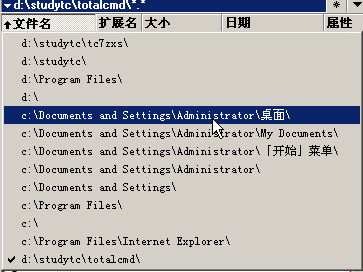 d:\studytc\totalcmd\*.*
↑文件名 扩展名 大小 日期 属性
d:\studytc\tc7zxs\
d:\studytc\
d:\Program Files\
d:\
c:\Documents and Settings\Administrator\桌面\
c:\Documents and Settings\Administrator\My Documents\
c:\Documents and Settings\Administrator\「开始」菜单\
c:\Documents and Settings\Administrator\
c:\Documents and Settings\
c:\Program Files\
c:\
c:\Program Files\Internet Explorer\
✓ d:\studytc\totalcmd\